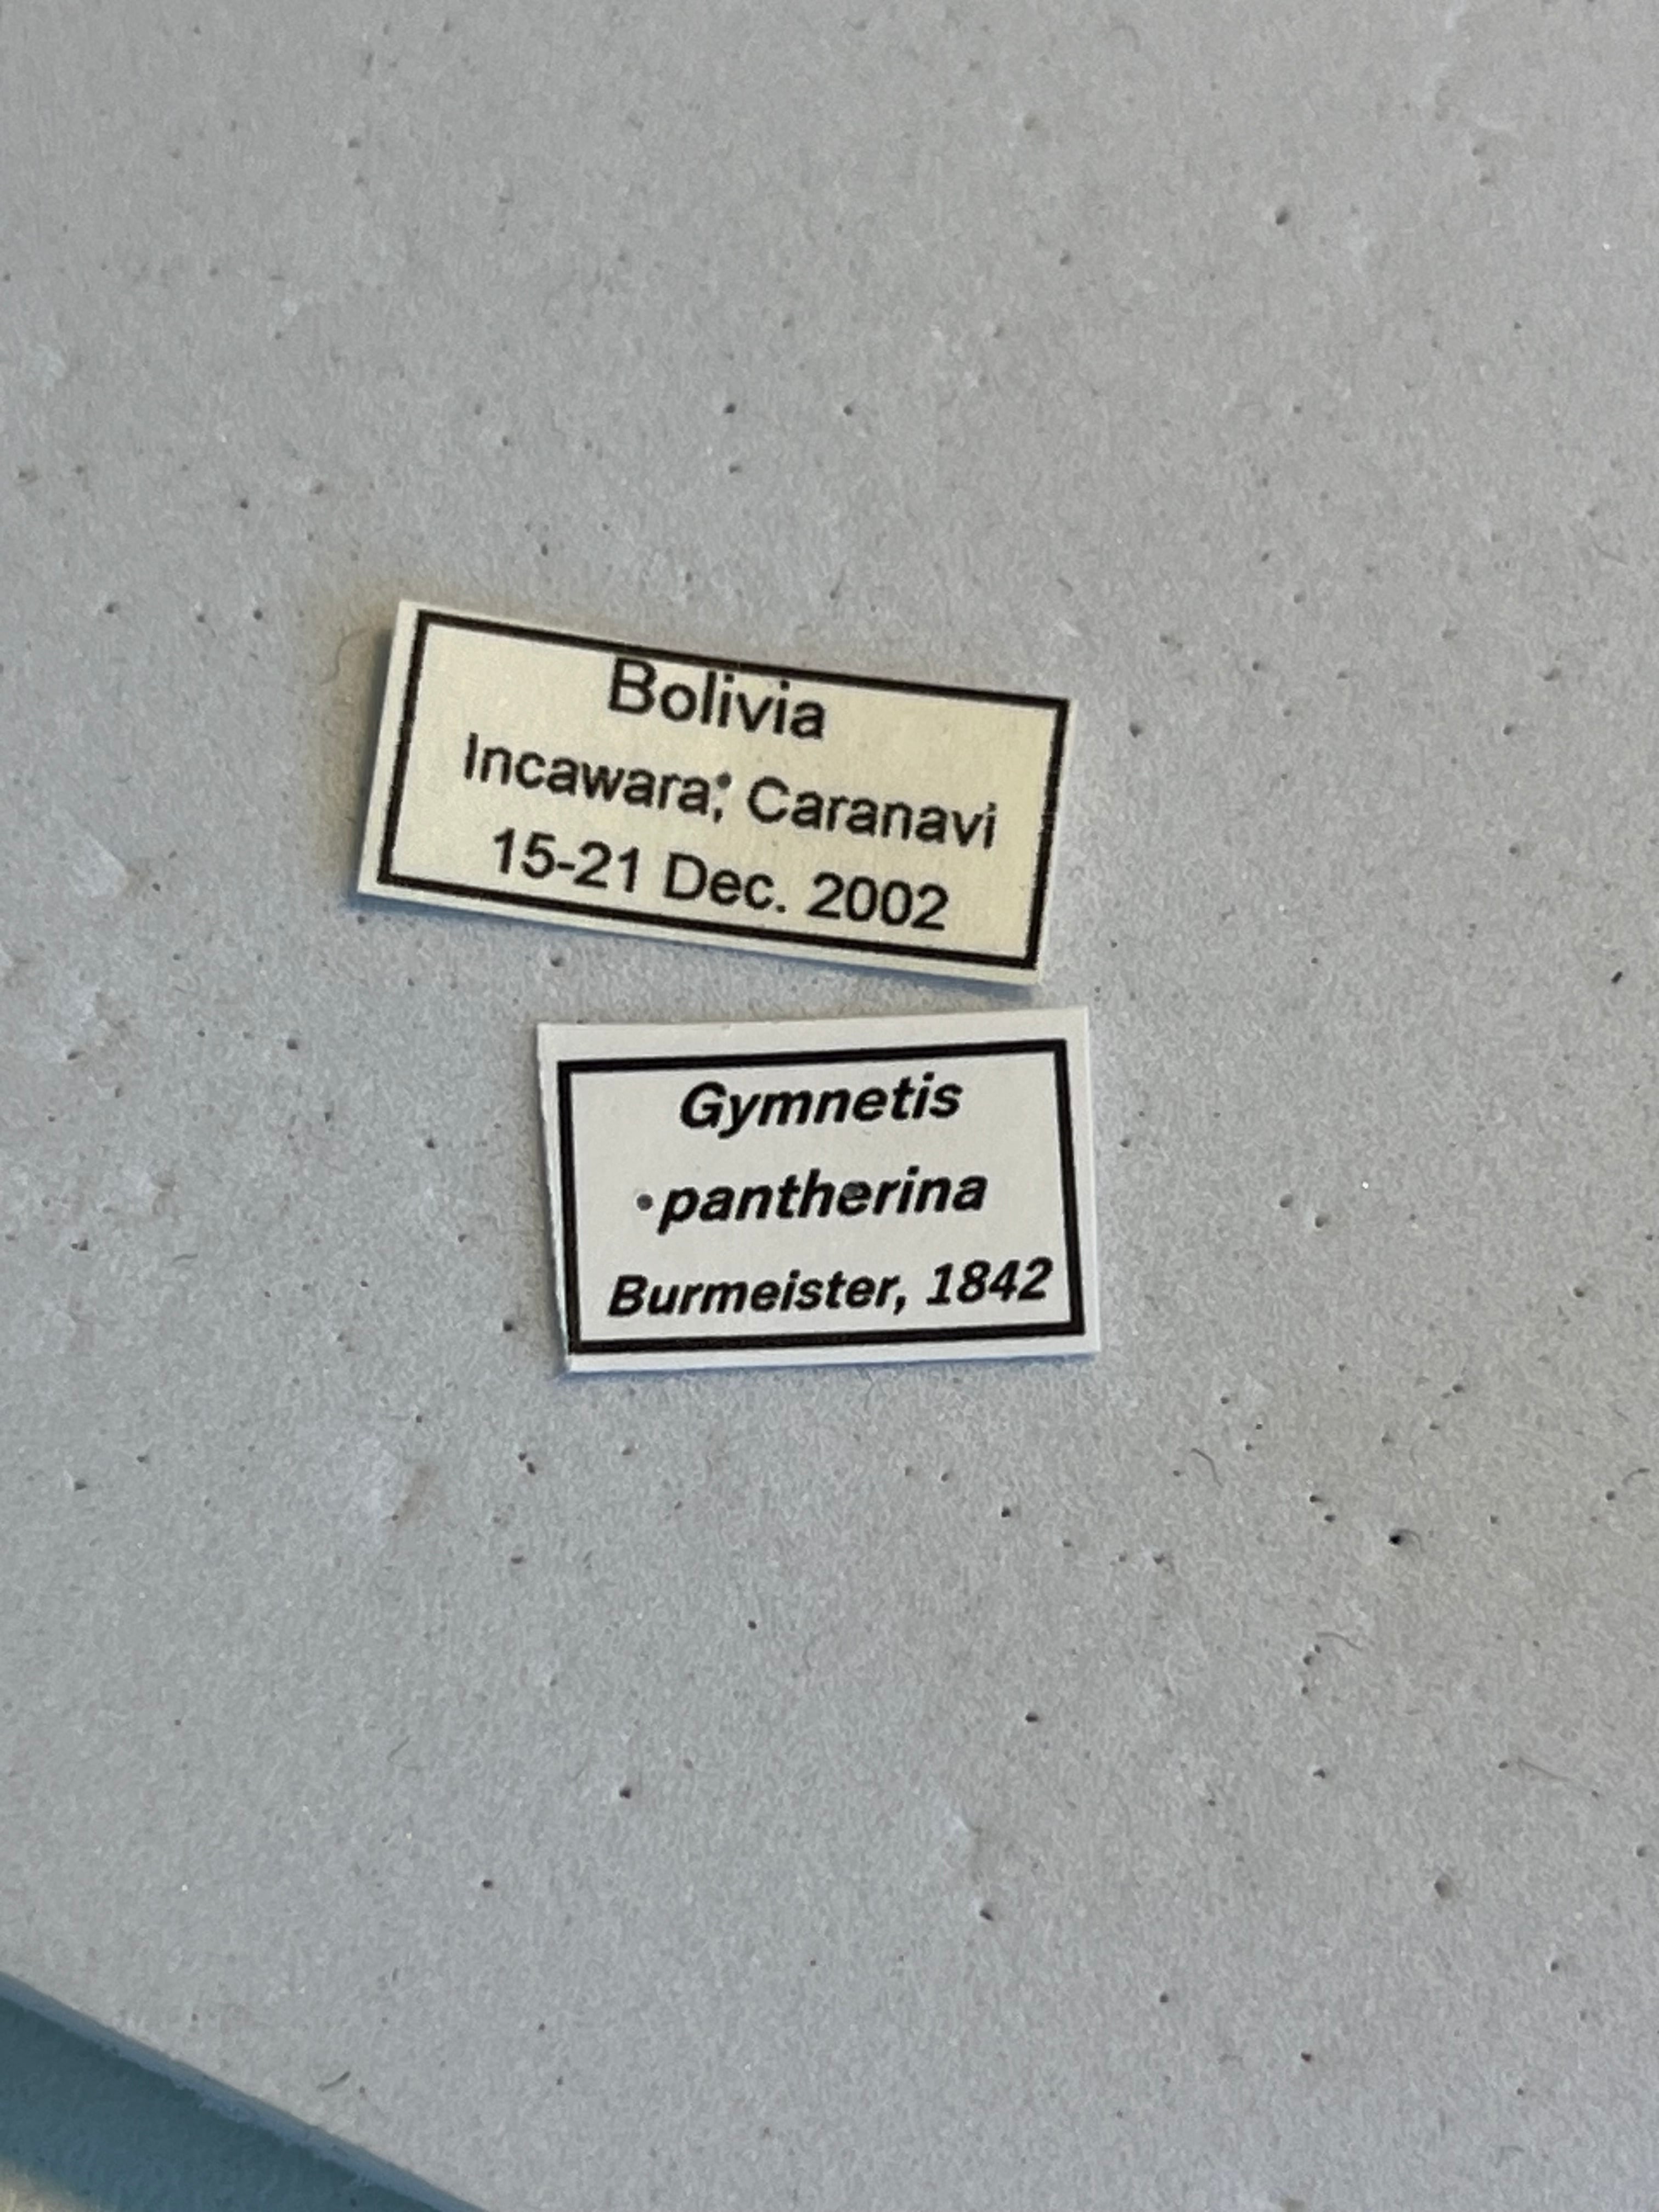 Bolivia
Incawara, Caranavi
15-21 Dec. 2002
Gymnetis
pantherina
Burmeister, 1842